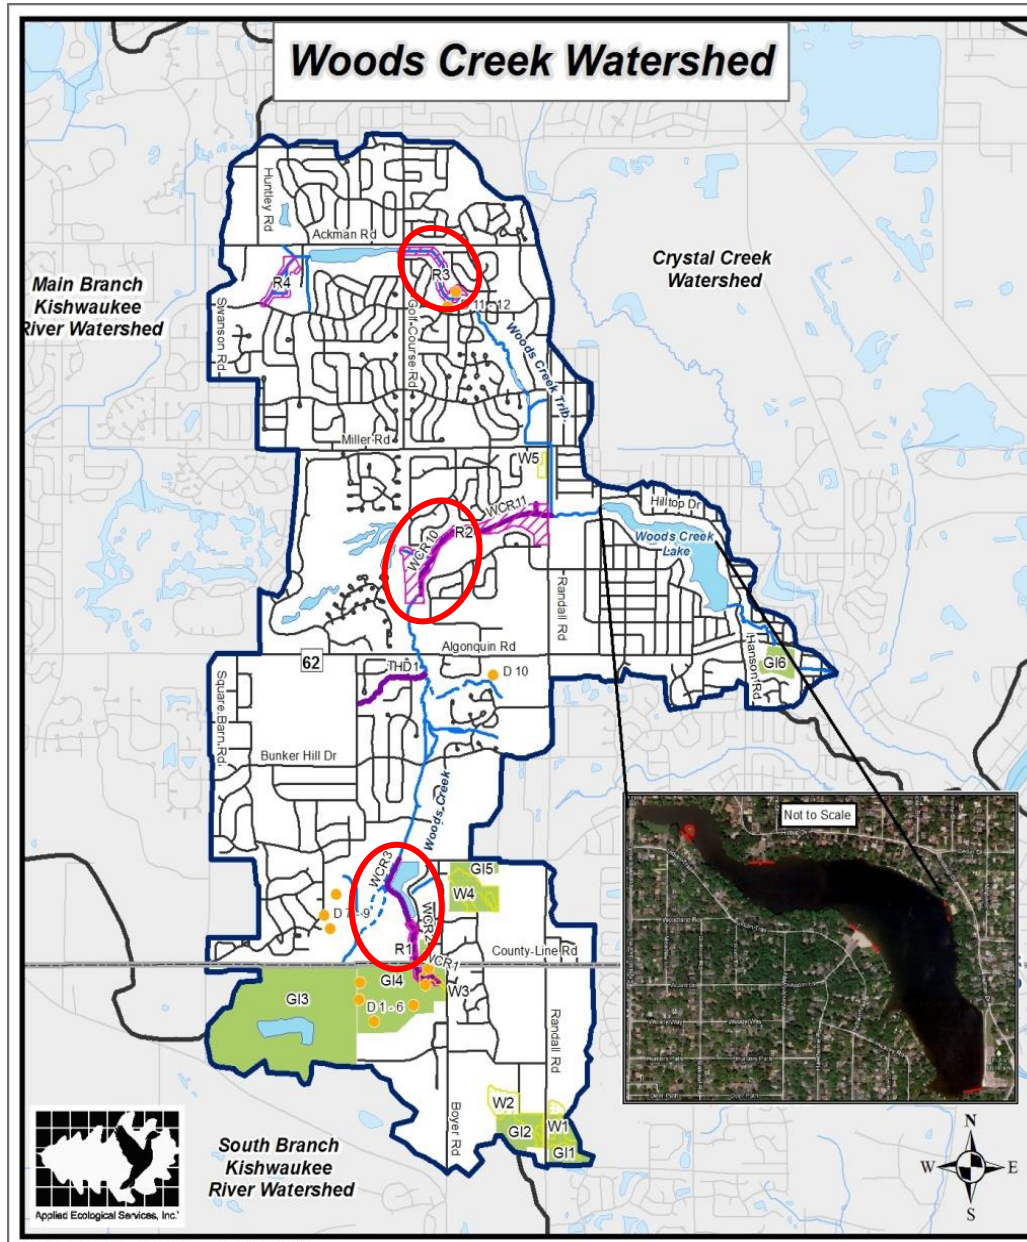 Woods Creek Watershed
Huntley Rd
Ackman Rd
R4
R3
11 - 12
Crystal Creek
Watershed
Main Branch
Kishwaukee
River Watershed
Swanson Rd
Golf-Course Rd
Woods Creek Trib.
Miller Rd
W5
WCR11
R2
WCR10
Hilltop Dr
Woods Creek
Lake
Randall Rd
Algonquin Rd
62
THD1
D 10
Hanson Rd
GI6
Square Barn Rd
Bunker Hill Dr
Woods Creek
Not to Scale
WCR3
GI5
W4
D 7 - 9
WCR2
R1
County-Line Rd
WCR1
GI4
W3
GI3
D 1 - 6
Randall Rd
Boyer Rd
W2
W1
GI2
GI1
South Branch
Kishwaukee
River Watershed
Applied Ecological Services, Inc.
N
W
E
S